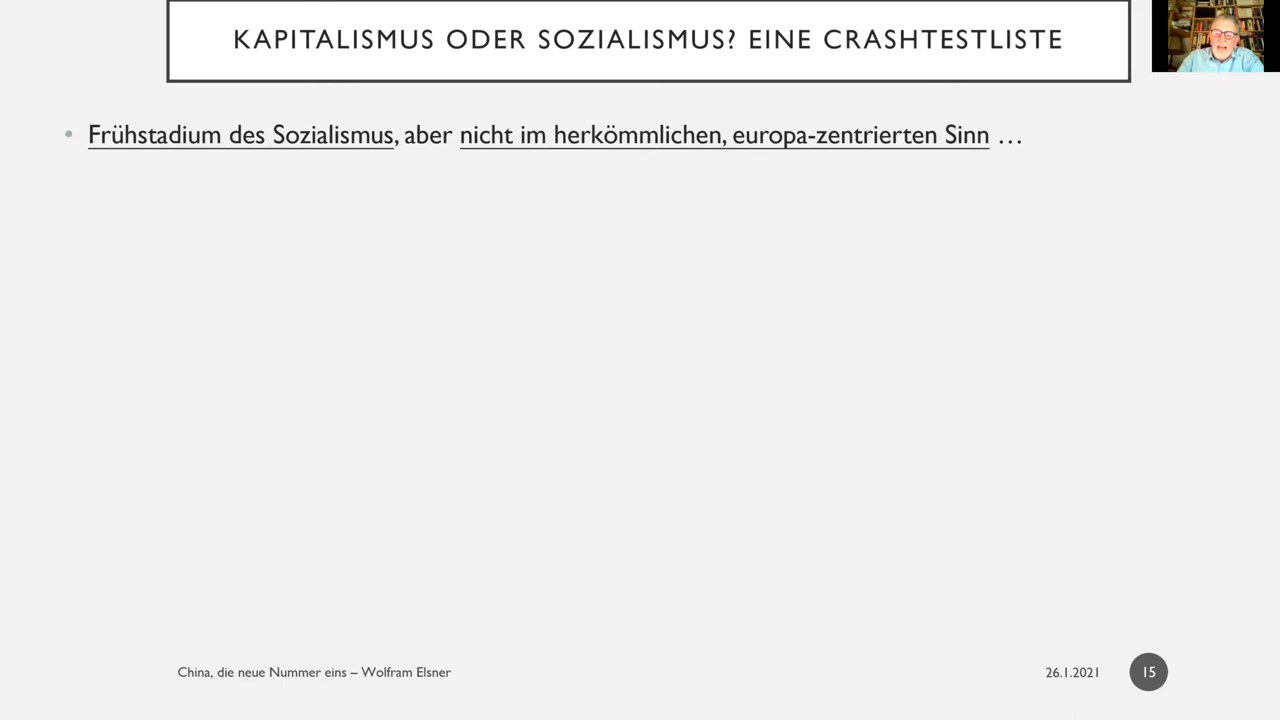 KAPITALISMUS ODER SOZIALISMUS? EINE CRASHTESTLISTE
• Frühstadium des Sozialismus, aber nicht im herkömmlichen, europa-zentrierten Sinn …
China, die neue Nummer eins – Wolfram Elsner
26.1.2021
15